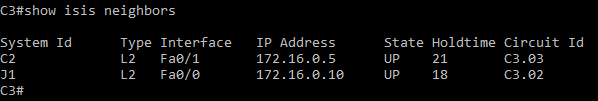 C3#show isis neighbors
System Id Type Interface IP Address State Holdtime Circuit Id
C2 L2 Fa0/1 172.16.0.5 UP 21 C3.03
J1 L2 Fa0/0 172.16.0.10 UP 18 C3.02
C3#